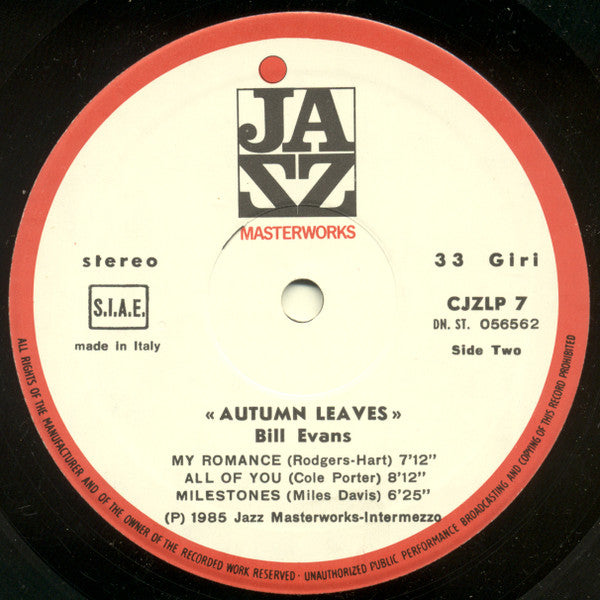 JAZZ
MASTERWORKS
stereo
33 Giri
S.I.A.E.
CJZLP 7
DN. ST. 056562
made in Italy
Side Two
«AUTUMN LEAVES»
Bill Evans
MY ROMANCE (Rodgers-Hart) 7'12"
ALL OF YOU (Cole Porter) 8'12"
MILESTONES (Miles Davis) 6'25"
(P) 1985 Jazz Masterworks-Intermezzo
ALL RIGHTS OF THE MANUFACTURER AND OF THE OWNER OF THE RECORDED WORK RESERVED - UNAUTHORIZED PUBLIC PERFORMANCE BROADCASTING AND COPYING OF THIS RECORD PROHIBITED